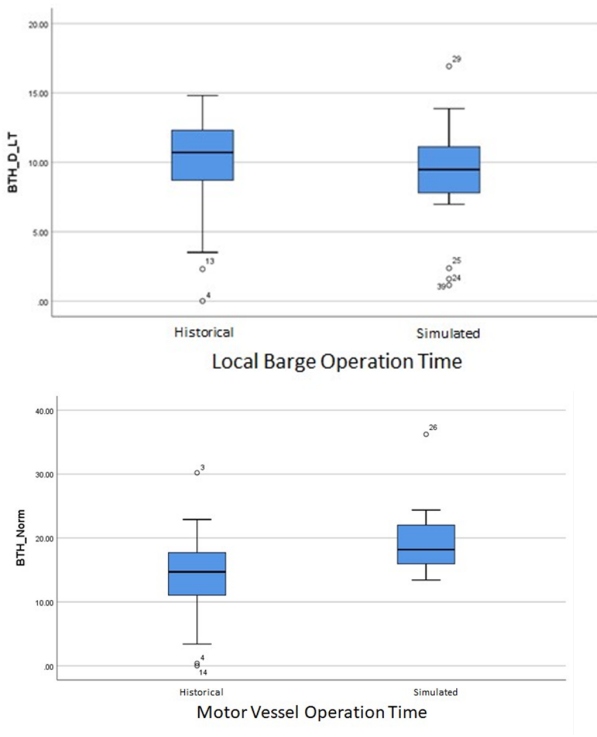 20.00
29
15.00
BTH_D_LT
10.00
5.00
13
25
24
39
4
.00
Historical
Simulated
Local Barge Operation Time
40.00
26
30.00
3
BTH_Norm
20.00
10.00
4
.00
14
Historical
Simulated
Motor Vessel Operation Time